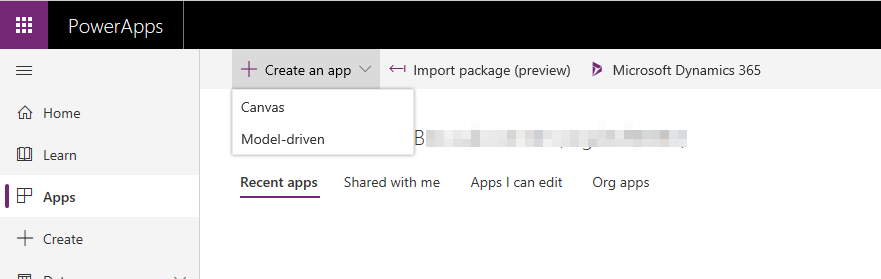 PowerApps
Create an app
Import package (preview)
Microsoft Dynamics 365
Canvas
Model-driven
B
Home
Learn
Apps
Create
Recent apps
Shared with me
Apps I can edit
Org apps